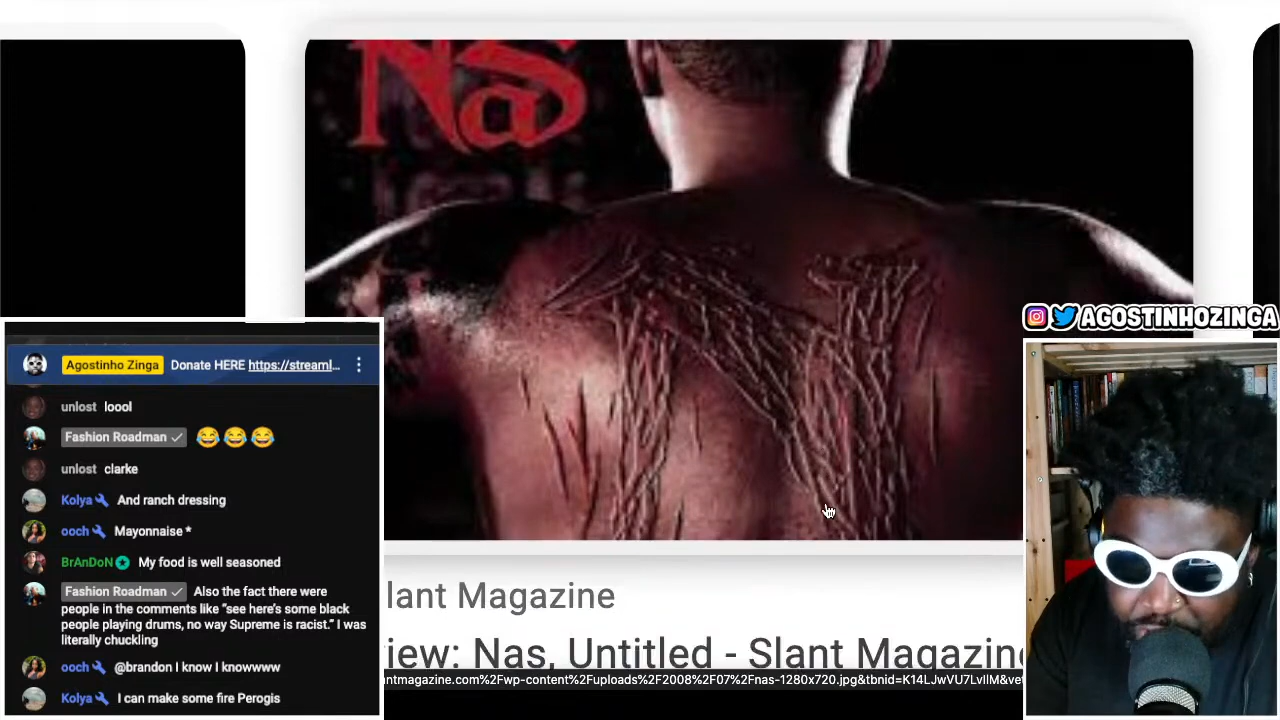 Nas
AGOSTINHOZINGA
Agostinho Zinga Donate HERE https://streaml...
unlost loool
Fashion Roadman 😂😂😂
unlost clarke
Kolya And ranch dressing
ooch Mayonnaise *
BrAnDoN My food is well seasoned
Fashion Roadman Also the fact there were
people in the comments like "see here's some black
people playing drums, no way Supreme is racist." I was
literally chuckling
ooch @brandon I know I knowwww
Kolya I can make some fire Perogis
lant Magazine
iew: Nas, Untitled - Slant Magazine
antmagazine.com%2Fwp-content%2Fuploads%2F2008%2F07%2Fnas-1280x720.jpg&tbnid=K14LJwVU7LvllM&ve